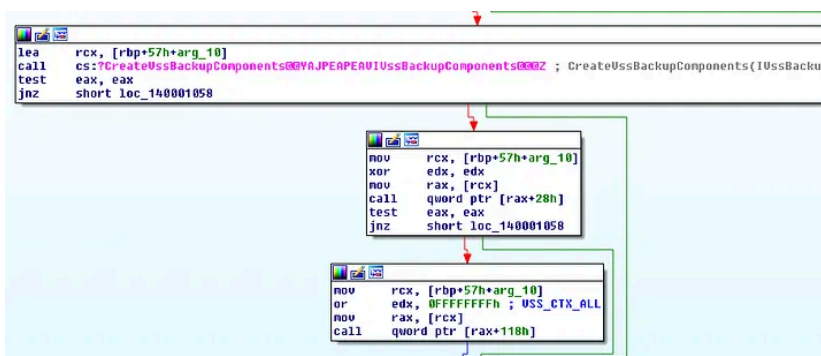 lea rcx, [rbp+57h+arg_10]
call cs:?CreateVssBackupComponents@@YAJPEAPEAVIVssBackupComponents@@@Z ; CreateVssBackupComponents(IVssBacku
test eax, eax
jnz short loc_140001058
mov rcx, [rbp+57h+arg_10]
xor edx, edx
mov rax, [rcx]
call qword ptr [rax+28h]
test eax, eax
jnz short loc_140001058
mov rcx, [rbp+57h+arg_10]
or edx, 0FFFFFFFFh ; VSS_CTX_ALL
mov rax, [rcx]
call qword ptr [rax+118h]